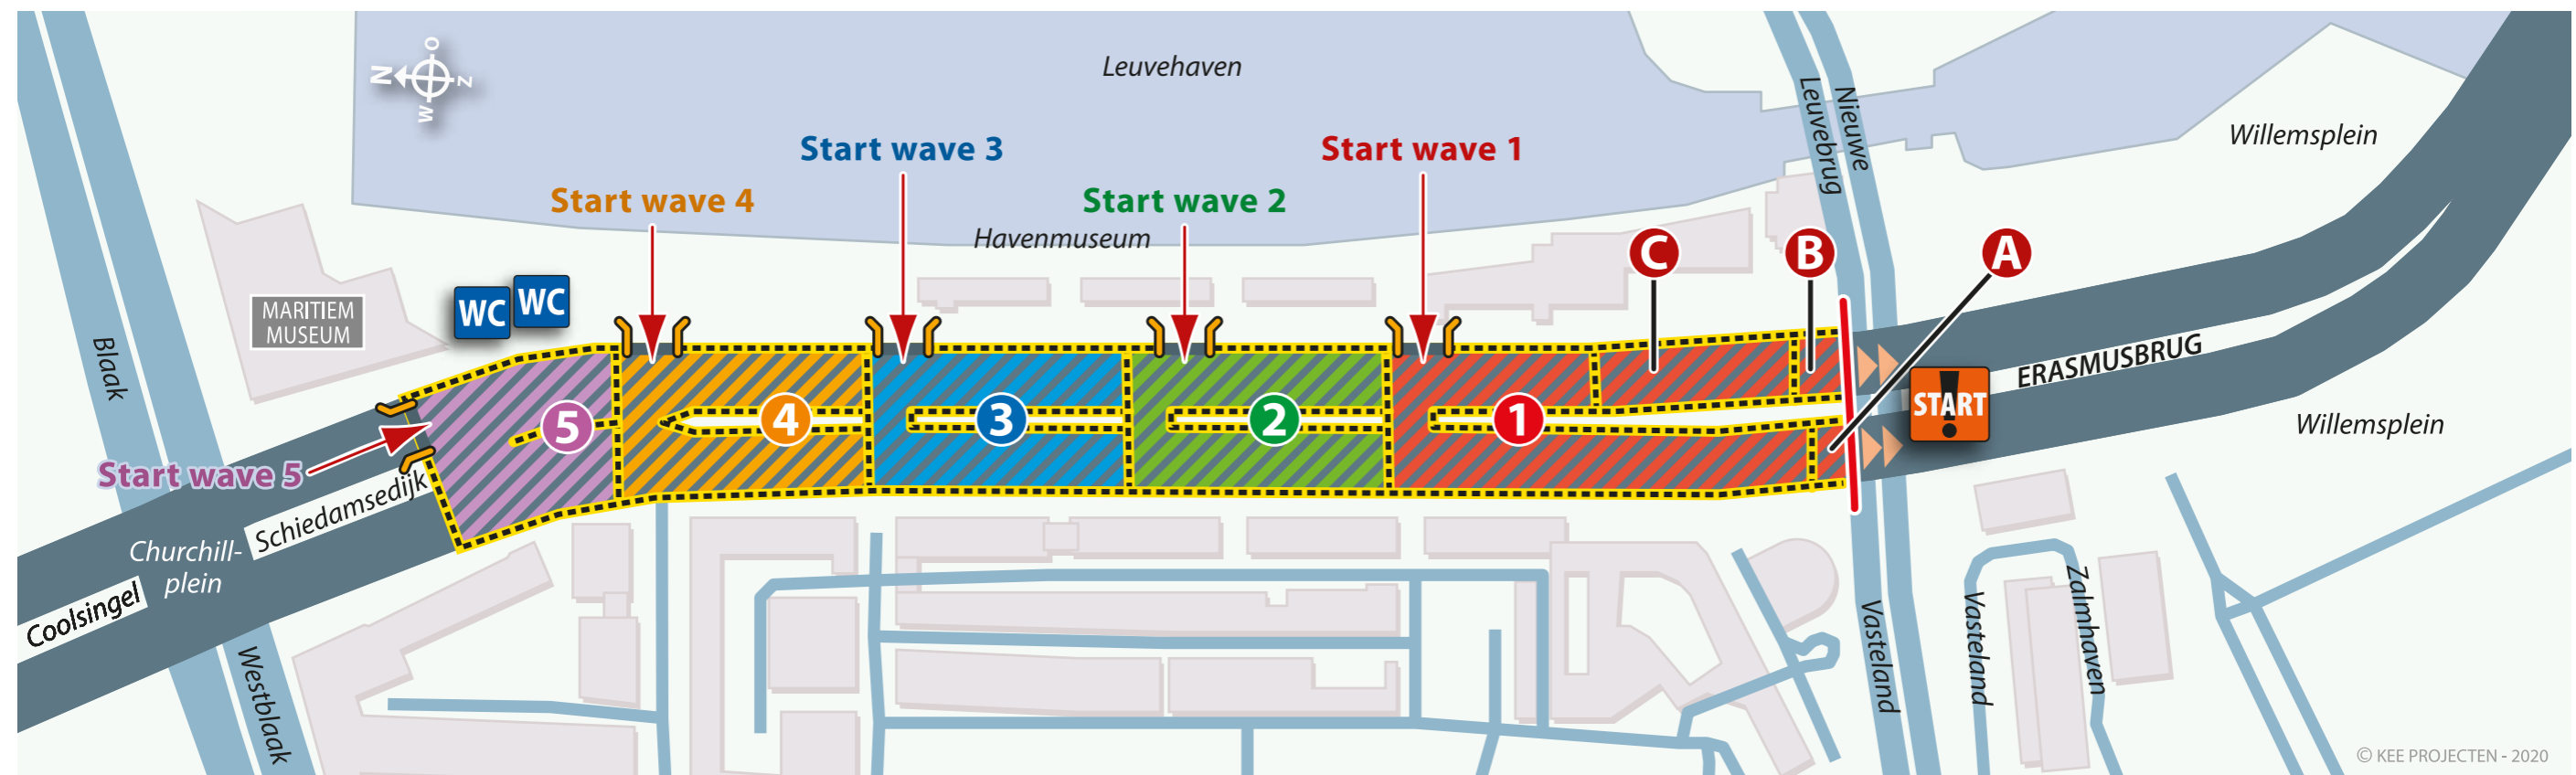 N
O
Z
W
Leuvehaven
Nieuwe
Leuvebrug
Willemsplein
Start wave 3
Start wave 1
Start wave 4
Start wave 2
Havenmuseum
C
B
A
WC
WC
MARITIEM
MUSEUM
Blaak
ERASMUSBRUG
START
Willemsplein
5
4
3
2
1
Start wave 5
Schiedamsedijk
Churchill-
plein
Coolsingel
Westblaak
Vasteland
Vasteland
Zalmhaven
© KEE PROJECTEN - 2020